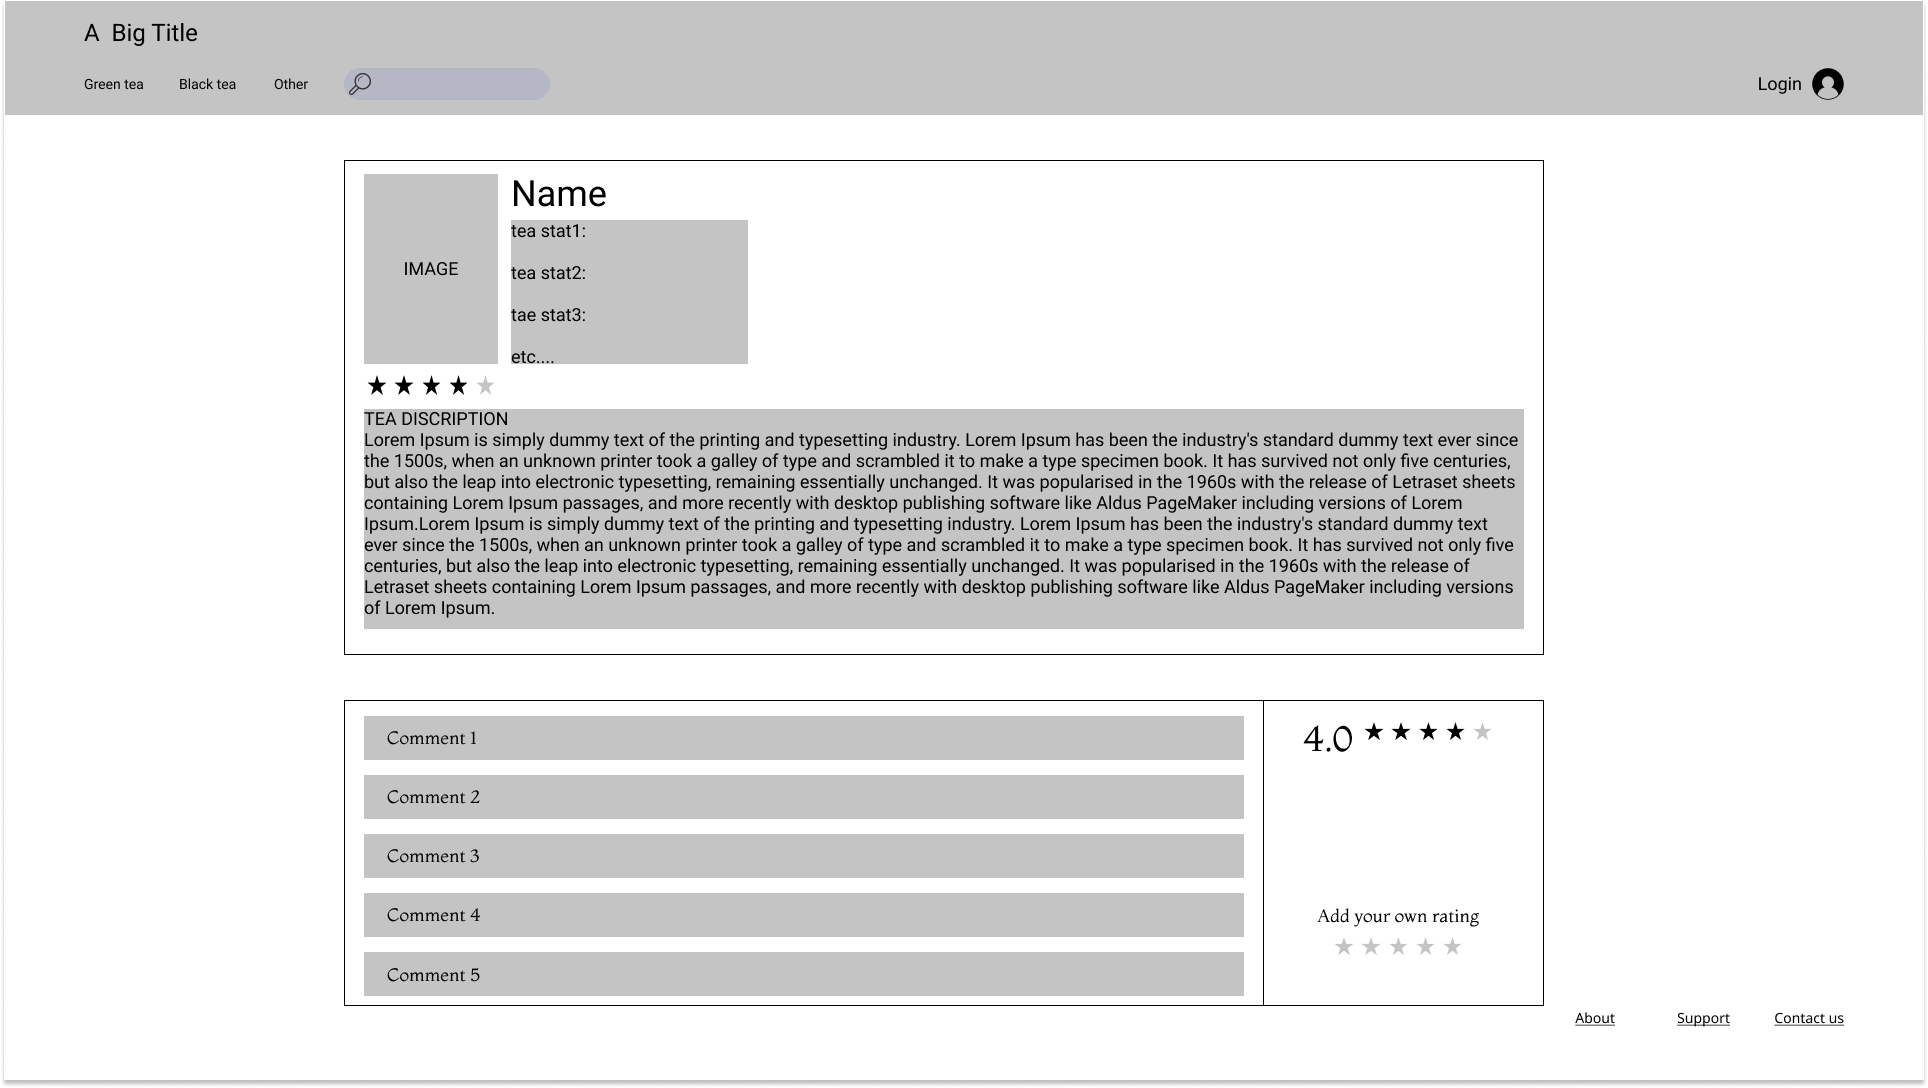 A Big Title
Green tea Black tea Other
Login
Name
IMAGE
tea stat1:
tea stat2:
tae stat3:
etc....
TEA DISCRIPTION
Lorem Ipsum is simply dummy text of the printing and typesetting industry. Lorem Ipsum has been the industry's standard dummy text ever since
the 1500s, when an unknown printer took a galley of type and scrambled it to make a type specimen book. It has survived not only five centuries,
but also the leap into electronic typesetting, remaining essentially unchanged. It was popularised in the 1960s with the release of Letraset sheets
containing Lorem Ipsum passages, and more recently with desktop publishing software like Aldus PageMaker including versions of Lorem
Ipsum.Lorem Ipsum is simply dummy text of the printing and typesetting industry. Lorem Ipsum has been the industry's standard dummy text
ever since the 1500s, when an unknown printer took a galley of type and scrambled it to make a type specimen book. It has survived not only five
centuries, but also the leap into electronic typesetting, remaining essentially unchanged. It was popularised in the 1960s with the release of
Letraset sheets containing Lorem Ipsum passages, and more recently with desktop publishing software like Aldus PageMaker including versions
of Lorem Ipsum.
Comment 1
Comment 2
Comment 3
Comment 4
Comment 5
4.0
Add your own rating
About Support Contact us